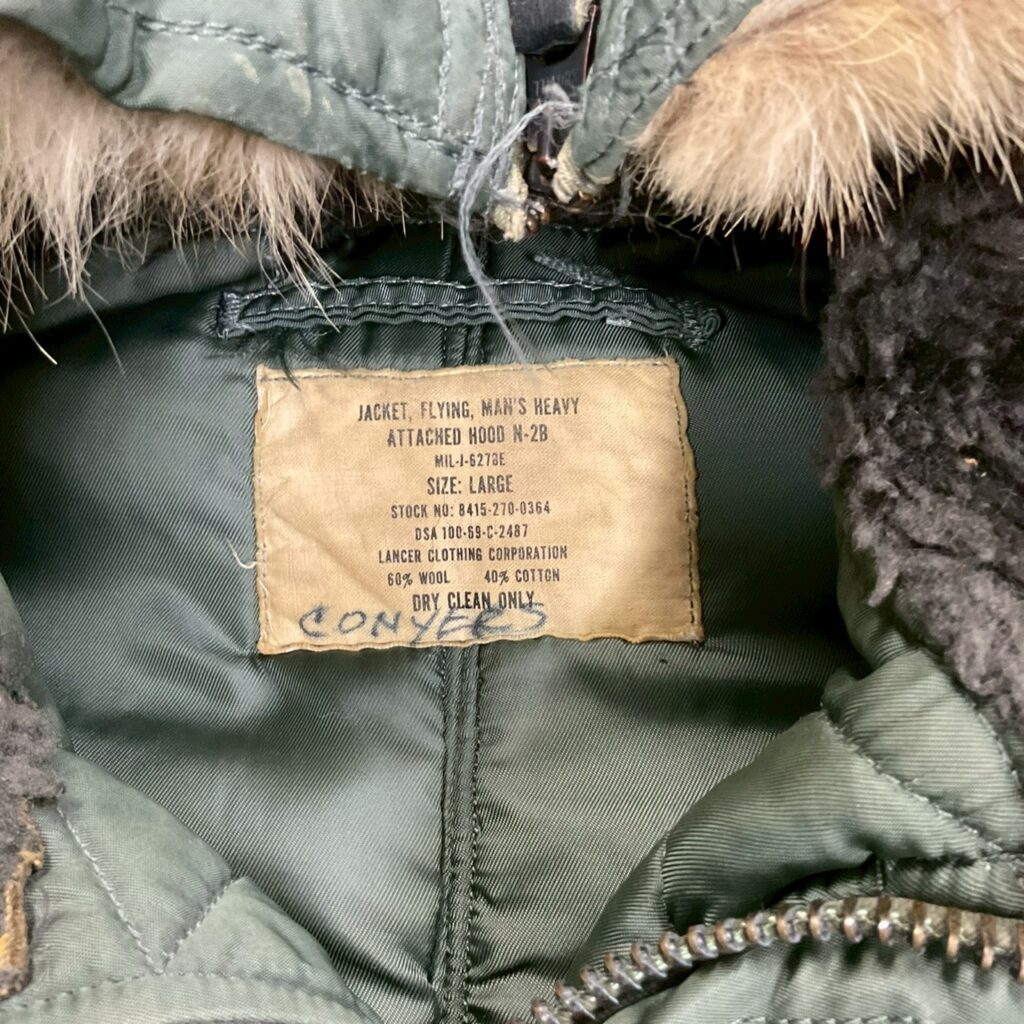 JACKET, FLYING, MAN'S HEAVY
ATTACHED HOOD N-2B
MIL-J-6278E
SIZE: LARGE
STOCK NO: 8415-270-0364
DSA 100-69-C-2487
LANCER CLOTHING CORPORATION
60% WOOL 40% COTTON
DRY CLEAN ONLY
CONYERS